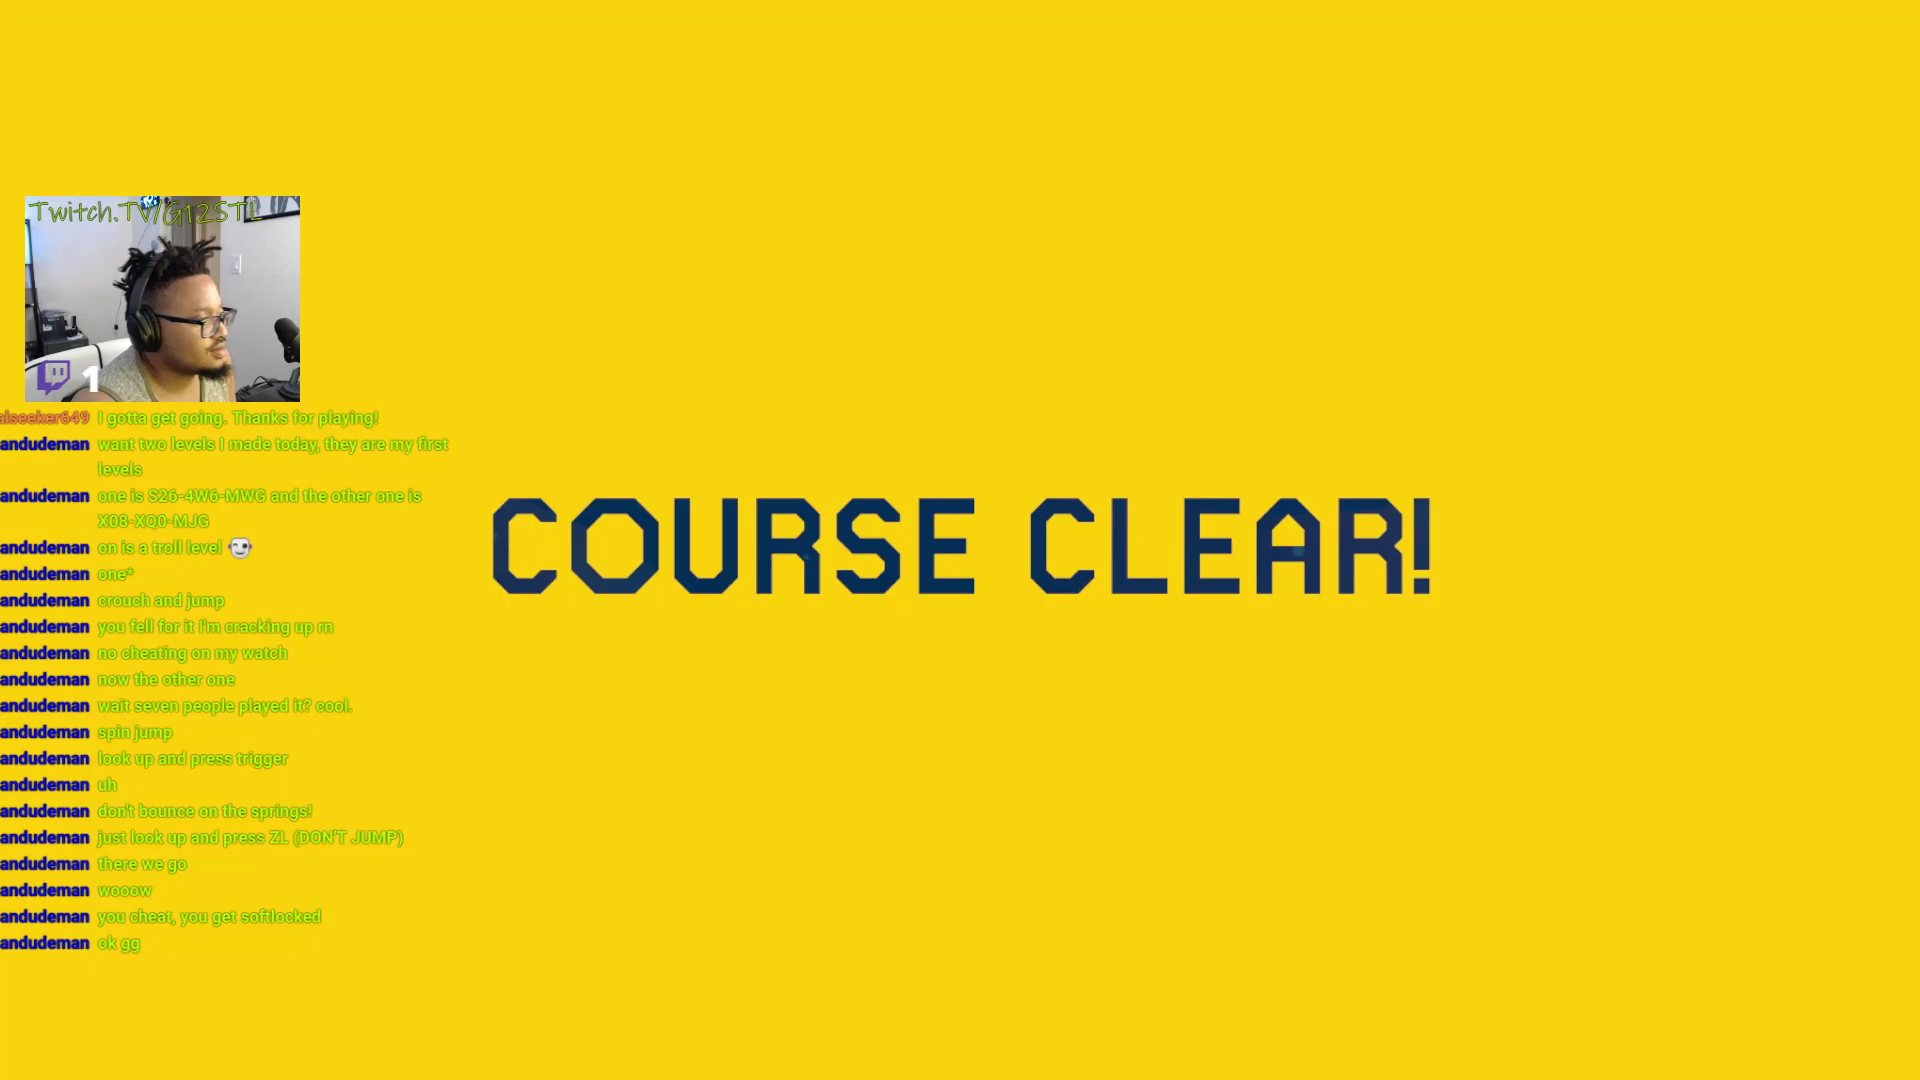 Twitch.TV/G12STL
1
alseeker649 I gotta get going. Thanks for playing!
andudeman want two levels I made today, they are my first
levels
andudeman one is S26-4W6-MWG and the other one is
X08-XQ0-MJG
andudeman on is a troll level
andudeman one*
andudeman crouch and jump
andudeman you fell for it I'm cracking up rn
andudeman no cheating on my watch
andudeman now the other one
andudeman wait seven people played it? cool.
andudeman spin jump
andudeman look up and press trigger
andudeman uh
andudeman don't bounce on the springs!
andudeman just look up and press ZL (DON'T JUMP)
andudeman there we go
andudeman wooow
andudeman you cheat, you get softlocked
andudeman ok gg
COURSE CLEAR!